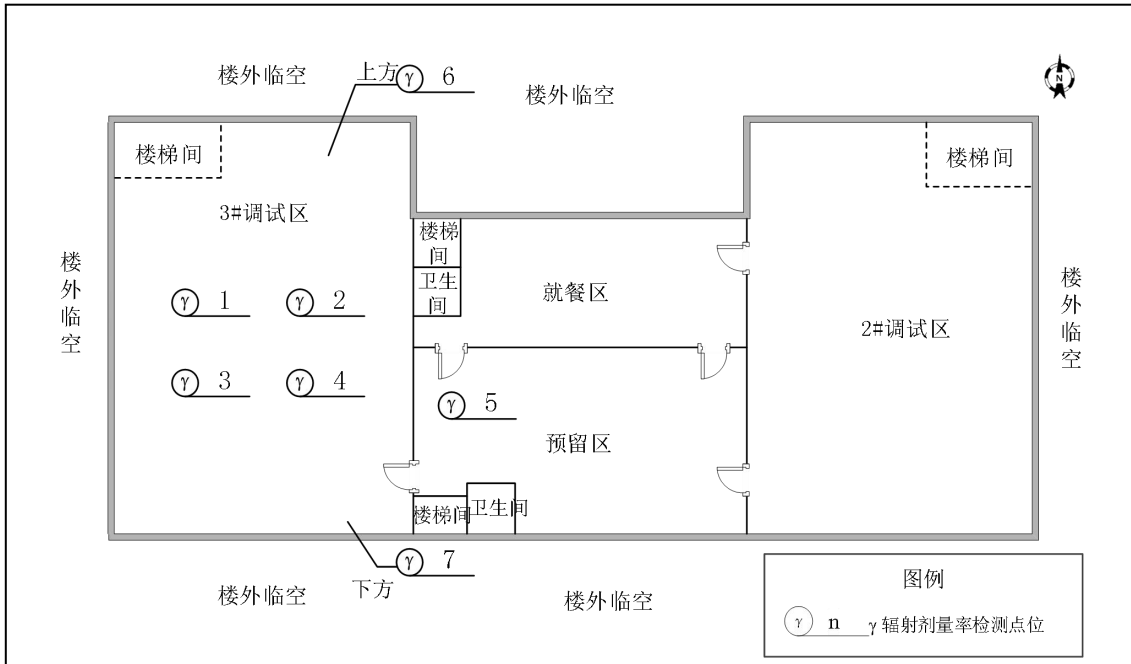 楼外临空
上方
γ 6
楼外临空
N
楼梯间
楼梯间
3#调试区
楼梯
间
卫生
间
就餐区
楼外临空
楼外临空
γ 1
γ 2
2#调试区
γ 3
γ 4
γ 5
预留区
楼梯间
卫生间
γ 7
下方
楼外临空
楼外临空
图例
γ n γ辐射剂量率检测点位